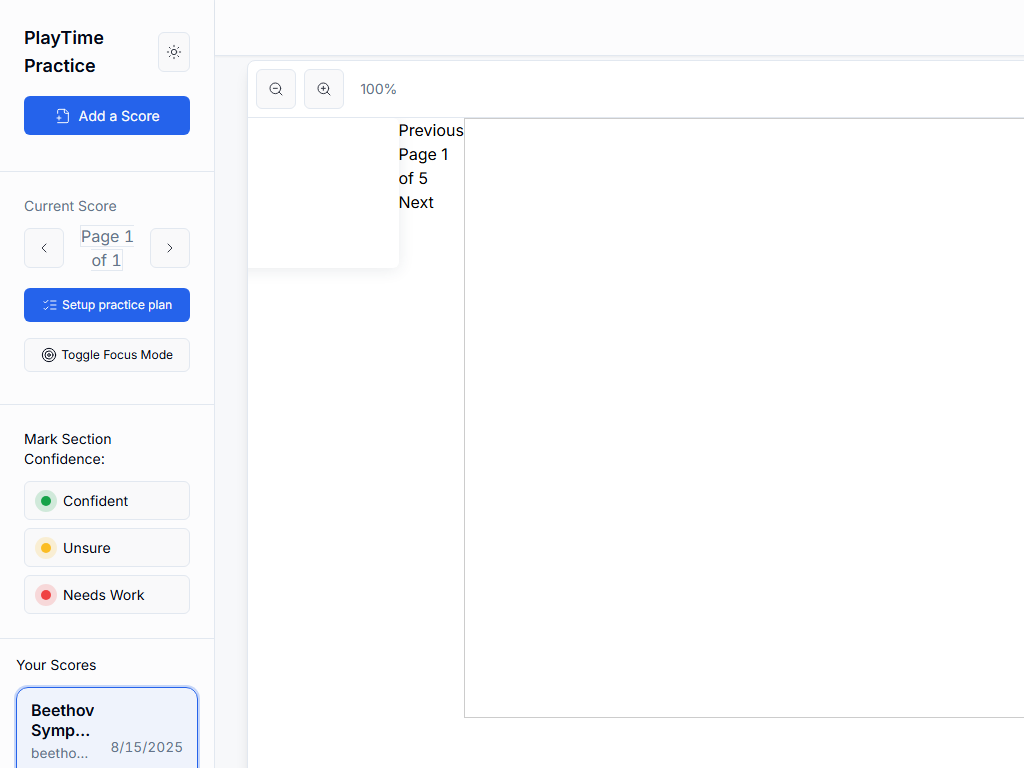 PlayTime
Practice
Add a Score
Current Score
Page 1
of 1
Setup practice plan
Toggle Focus Mode
Mark Section
Confidence:
Confident
Unsure
Needs Work
Your Scores
Beethov
Symp...
beetho...
8/15/2025
100%
Previous
Page 1
of 5
Next